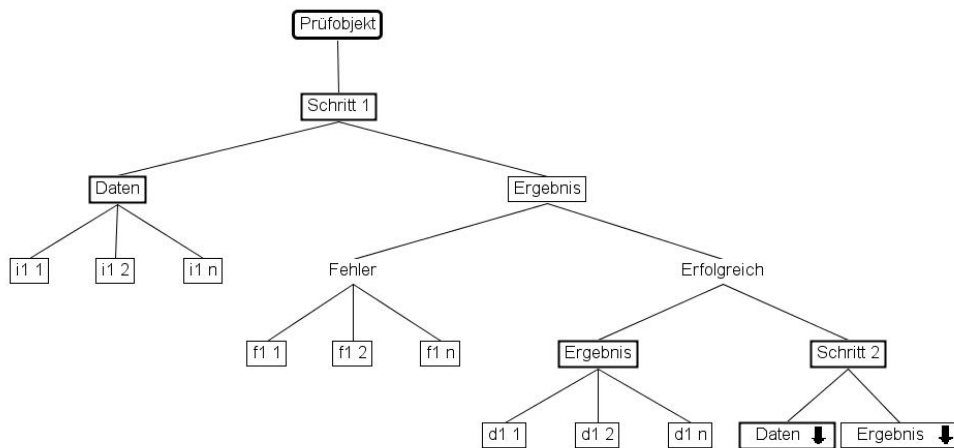 Prüfobjekt
Schritt 1
Daten
Ergebnis
i1 1
i1 2
i1 n
Fehler
Erfolgreich
f1 1
f1 2
f1 n
Ergebnis
Schritt 2
d1 1
d1 2
d1 n
Daten
Ergebnis